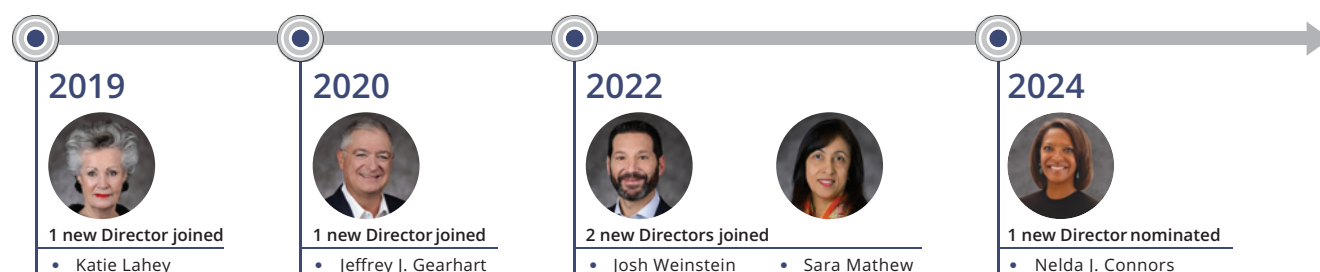 2019
1 new Director joined
• Katie Lahey
2020
1 new Director joined
• Jeffrey J. Gearhart
2022
2 new Directors joined
• Josh Weinstein
• Sara Mathew
2024
1 new Director nominated
• Nelda J. Connors